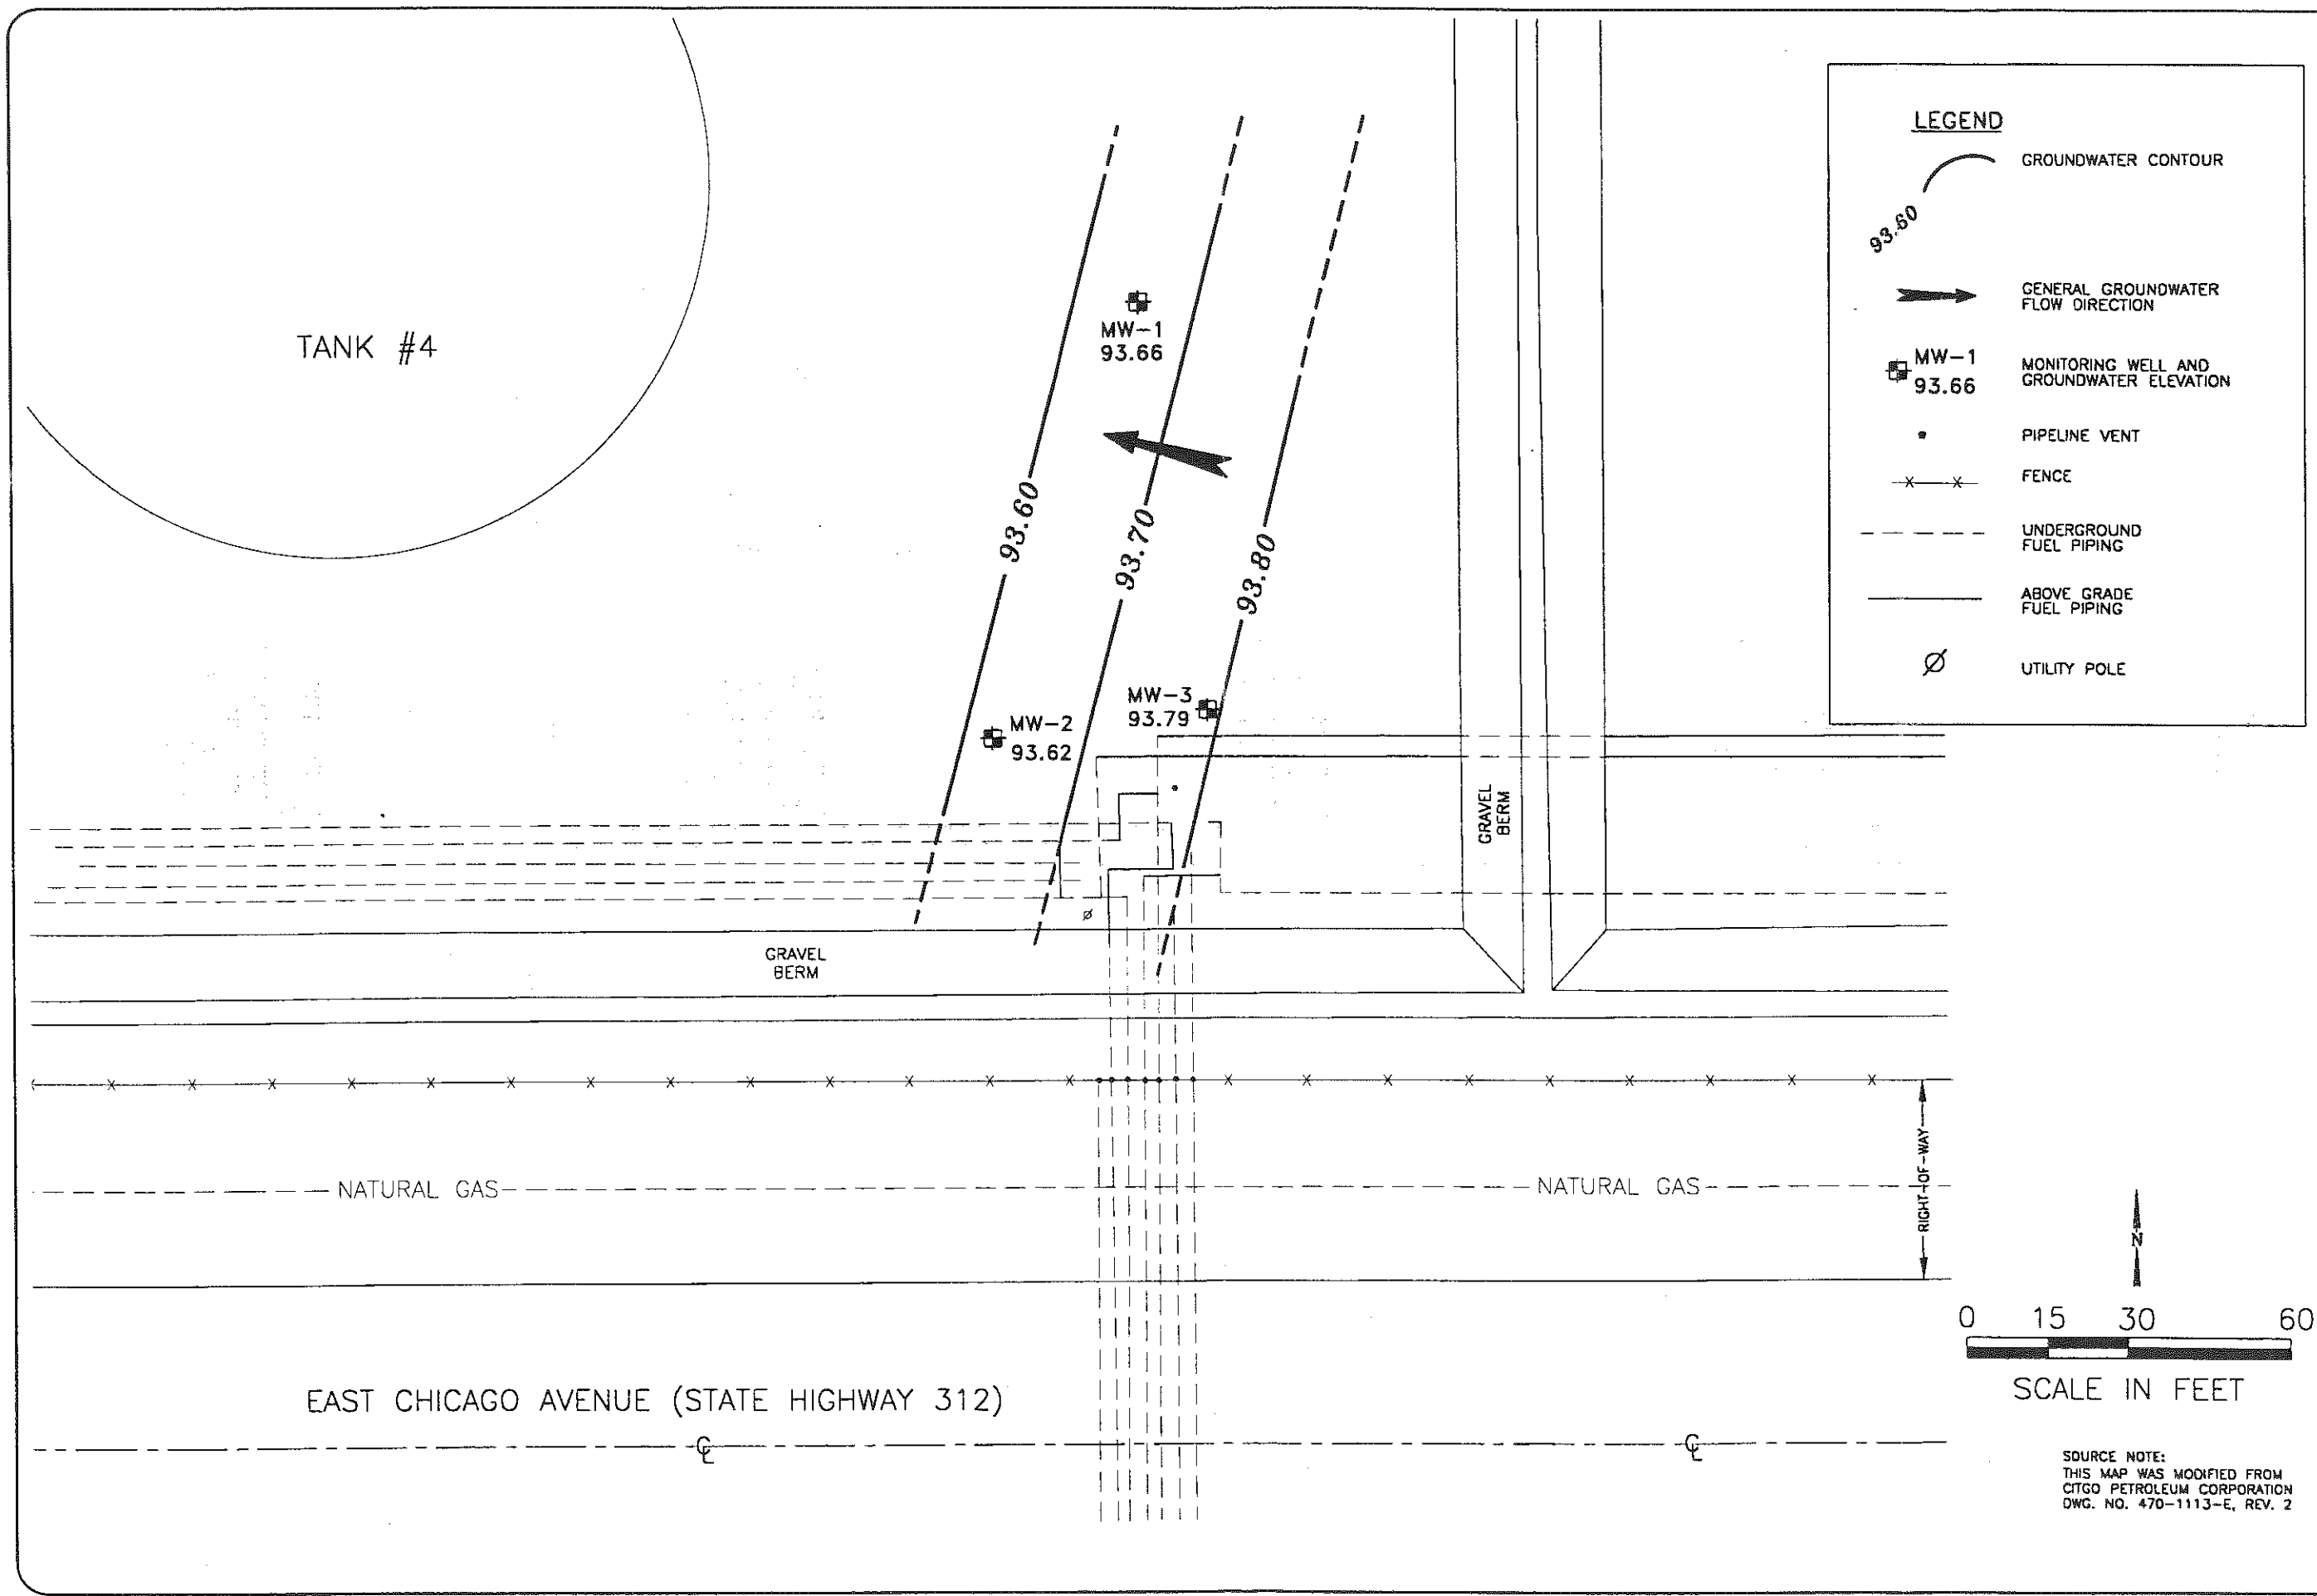 LEGEND
GROUNDWATER CONTOUR
93.60
GENERAL GROUNDWATER
FLOW DIRECTION
MW-1
93.66
MONITORING WELL AND
GROUNDWATER ELEVATION
PIPELINE VENT
FENCE
UNDERGROUND
FUEL PIPING
ABOVE GRADE
FUEL PIPING
UTILITY POLE
TANK #4
MW-1
93.66
93.60
93.70
93.80
MW-2
93.62
MW-3
93.79
GRAVEL
BERM
GRAVEL
BERM
NATURAL GAS
NATURAL GAS
RIGHT-OF-WAY
N
0 15 30 60
SCALE IN FEET
EAST CHICAGO AVENUE (STATE HIGHWAY 312)
℄
℄
SOURCE NOTE:
THIS MAP WAS MODIFIED FROM
CITGO PETROLEUM CORPORATION
DWG. NO. 470-1113-E, REV. 2